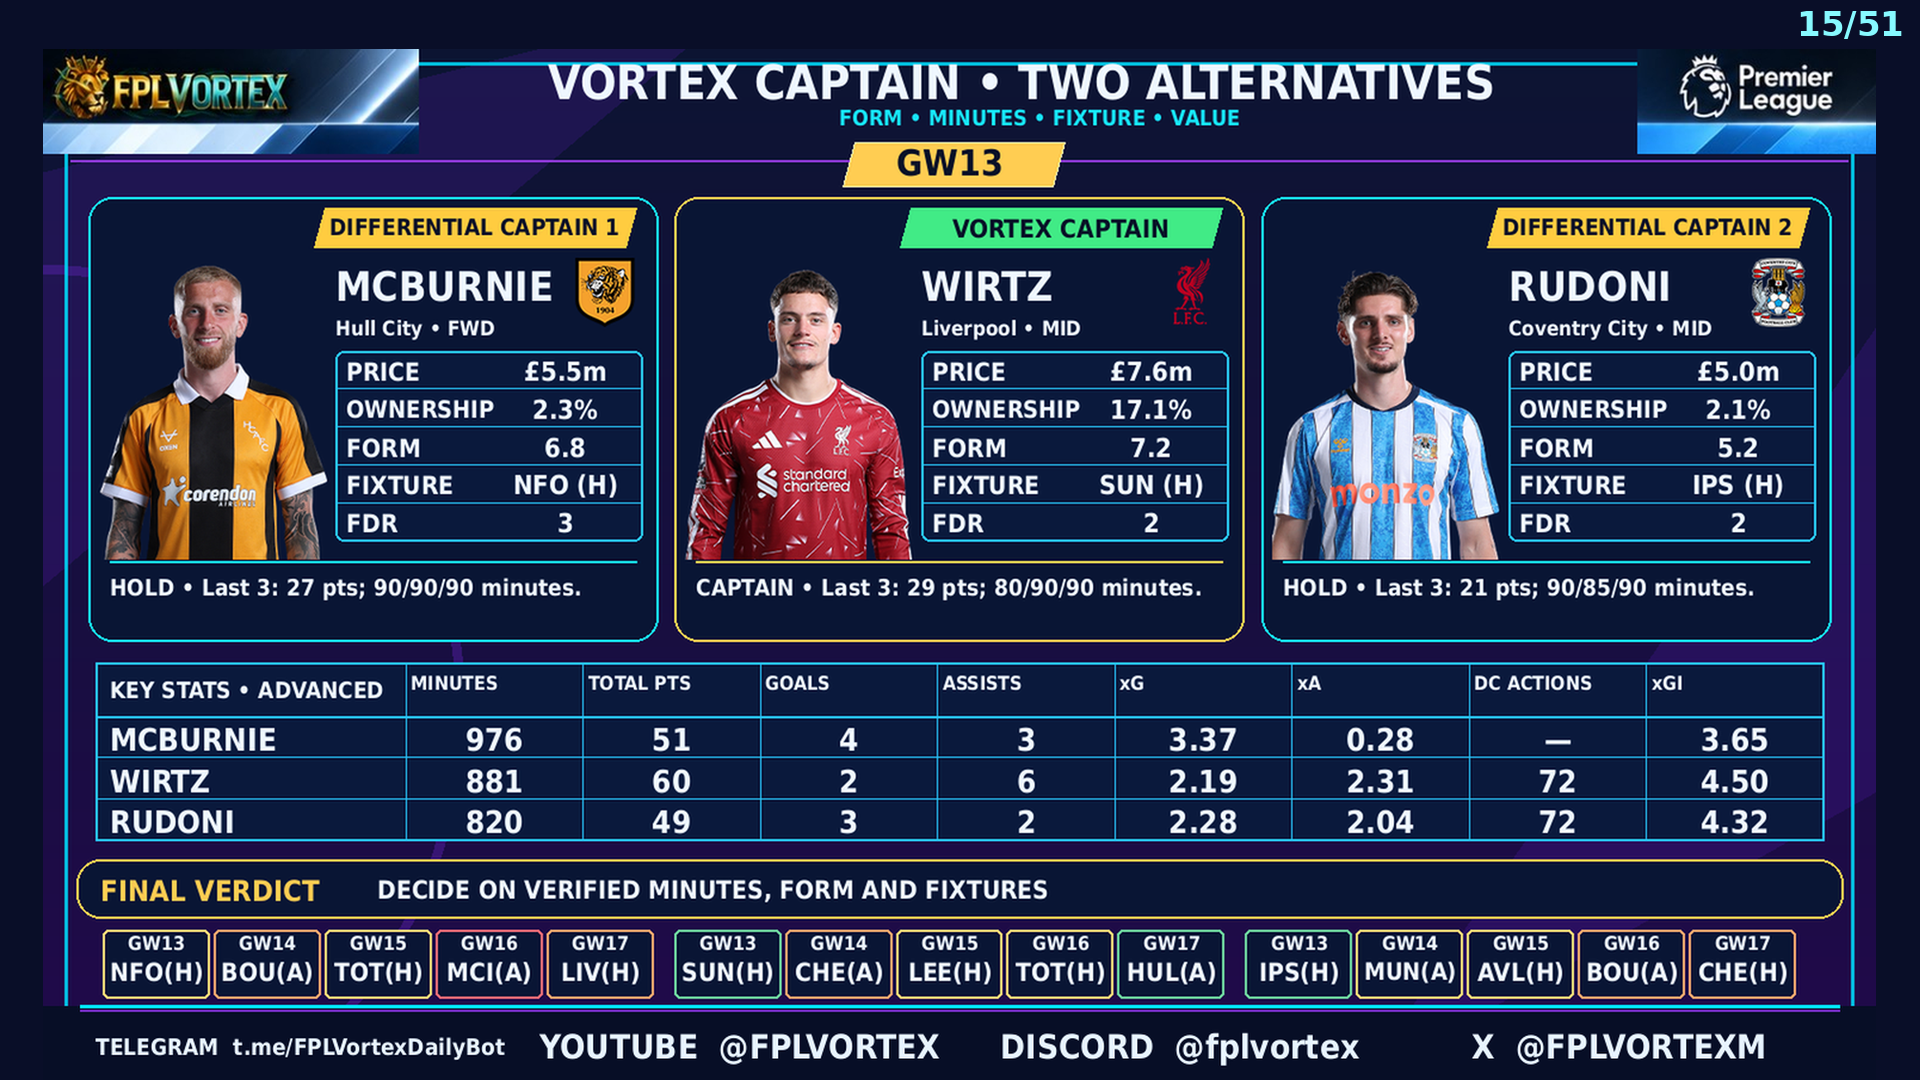 15/51
FPLVORTEX
VORTEX CAPTAIN • TWO ALTERNATIVES
FORM • MINUTES • FIXTURE • VALUE
Premier
League
GW13
DIFFERENTIAL CAPTAIN 1
MCBURNIE
1904
Hull City • FWD
PRICE £5.5m
OWNERSHIP 2.3%
FORM 6.8
FIXTURE NFO (H)
FDR 3
corendon
AIRLINES
HOLD • Last 3: 27 pts; 90/90/90 minutes.
VORTEX CAPTAIN
WIRTZ
L.F.C.
Liverpool • MID
PRICE £7.6m
OWNERSHIP 17.1%
FORM 7.2
FIXTURE SUN (H)
FDR 2
L.F.C.
standard
chartered
CAPTAIN • Last 3: 29 pts; 80/90/90 minutes.
DIFFERENTIAL CAPTAIN 2
RUDONI
Coventry City • MID
PRICE £5.0m
OWNERSHIP 2.1%
FORM 5.2
FIXTURE IPS (H)
FDR 2
monzo
HOLD • Last 3: 21 pts; 90/85/90 minutes.
KEY STATS • ADVANCED MINUTES TOTAL PTS GOALS ASSISTS xG xA DC ACTIONS xGI
MCBURNIE 976 51 4 3 3.37 0.28 — 3.65
WIRTZ 881 60 2 6 2.19 2.31 72 4.50
RUDONI 820 49 3 2 2.28 2.04 72 4.32
FINAL VERDICT DECIDE ON VERIFIED MINUTES, FORM AND FIXTURES
GW13 GW14 GW15 GW16 GW17 GW13 GW14 GW15 GW16 GW17 GW13 GW14 GW15 GW16 GW17
NFO(H) BOU(A) TOT(H) MCI(A) LIV(H) SUN(H) CHE(A) LEE(H) TOT(H) HUL(A) IPS(H) MUN(A) AVL(H) BOU(A) CHE(H)
TELEGRAM t.me/FPLVortexDailyBot YOUTUBE @FPLVORTEX DISCORD @fplvortex X @FPLVORTEXM